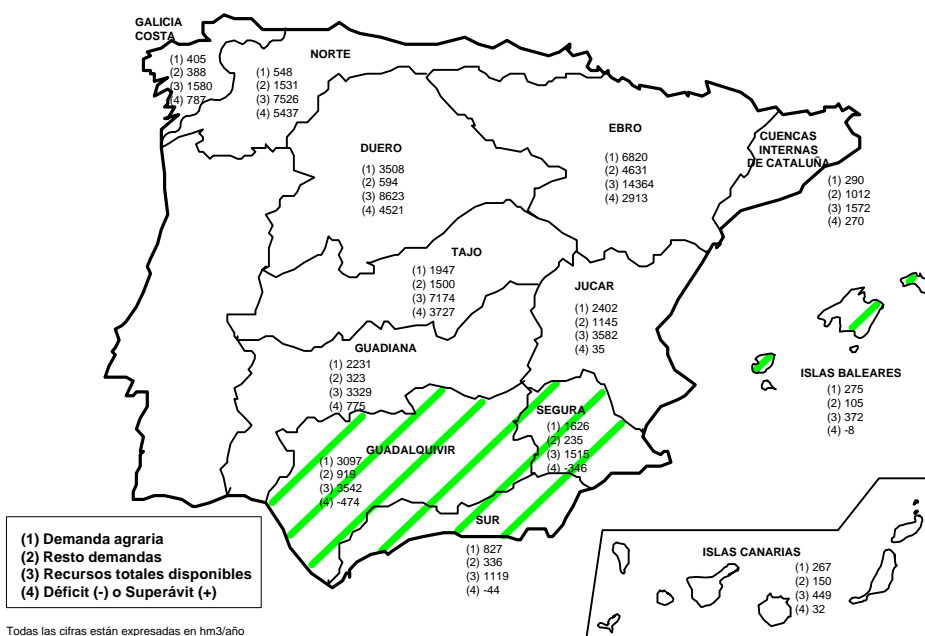 GALICIA
COSTA
(1) 405
(2) 388
(3) 1580
(4) 787
NORTE
(1) 548
(2) 1531
(3) 7526
(4) 5437
DUERO
(1) 3508
(2) 594
(3) 8623
(4) 4521
EBRO
(1) 6820
(2) 4631
(3) 14364
(4) 2913
CUENCAS
INTERNAS
DE CATALUÑA
(1) 290
(2) 1012
(3) 1572
(4) 270
TAJO
(1) 1947
(2) 1500
(3) 7174
(4) 3727
JUCAR
(1) 2402
(2) 1145
(3) 3582
(4) 35
GUADIANA
(1) 2231
(2) 323
(3) 3329
(4) 775
ISLAS BALEARES
(1) 275
(2) 105
(3) 372
(4) -8
SEGURA
(1) 1626
(2) 235
(3) 1515
(4) -346
GUADALQUIVIR
(1) 3097
(2) 919
(3) 3542
(4) -474
SUR
(1) 827
(2) 336
(3) 1119
(4) -44
ISLAS CANARIAS
(1) 267
(2) 150
(3) 449
(4) 32
(1) Demanda agraria
(2) Resto demandas
(3) Recursos totales disponibles
(4) Déficit (-) o Superávit (+)
Todas las cifras están expresadas en hm3/año